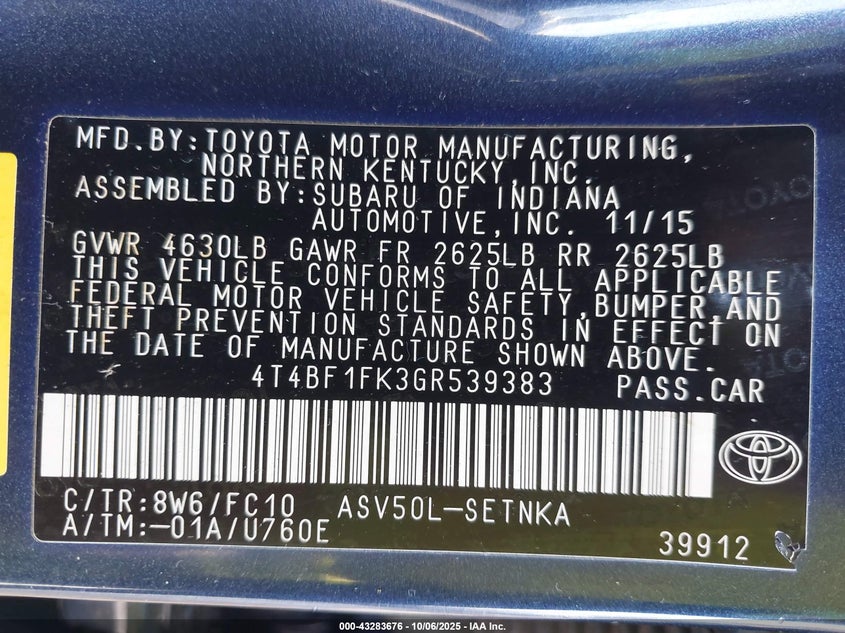 MFD.BY:TOYOTA MOTOR MANUFACTURING,
NORTHERN KENTUCKY,INC.
ASSEMBLED BY:SUBARU OF INDIANA
AUTOMOTIVE,INC. 11/15
GVWR 4630LB GAWR FR 2625LB RR 2625LB
THIS VEHICLE CONFORMS TO ALL APPLICABLE
FEDERAL MOTOR VEHICLE SAFETY,BUMPER,AND
THEFT PREVENTION STANDARDS IN EFFECT ON
THE DATE OF MANUFACTURE SHOWN ABOVE.
4T4BF1FK3GR539383 PASS.CAR
C/TR:8W6/FC10 ASV50L-SETNKA
A/TM:-01A/U760E
39912
000-43283676 - 10/06/2025 - IAA Inc.